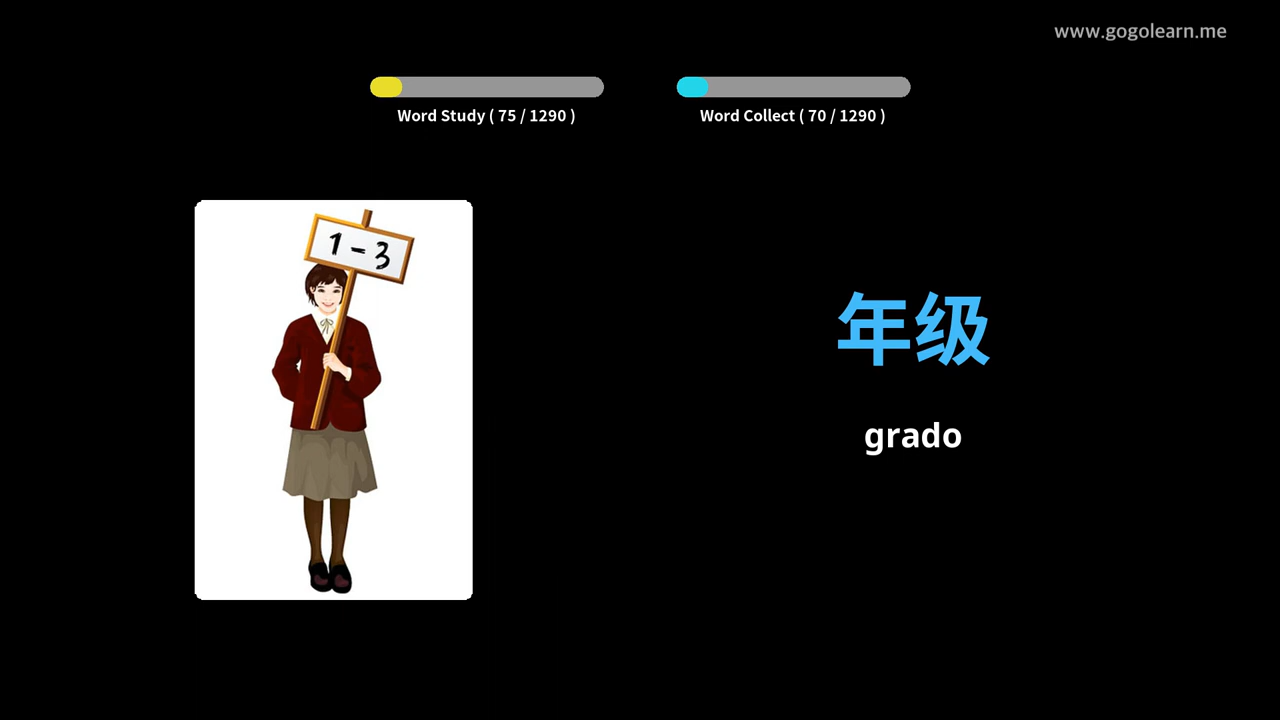 www.gogolearn.me
Word Study ( 75 / 1290 )
Word Collect ( 70 / 1290 )
1 - 3
年级
grado